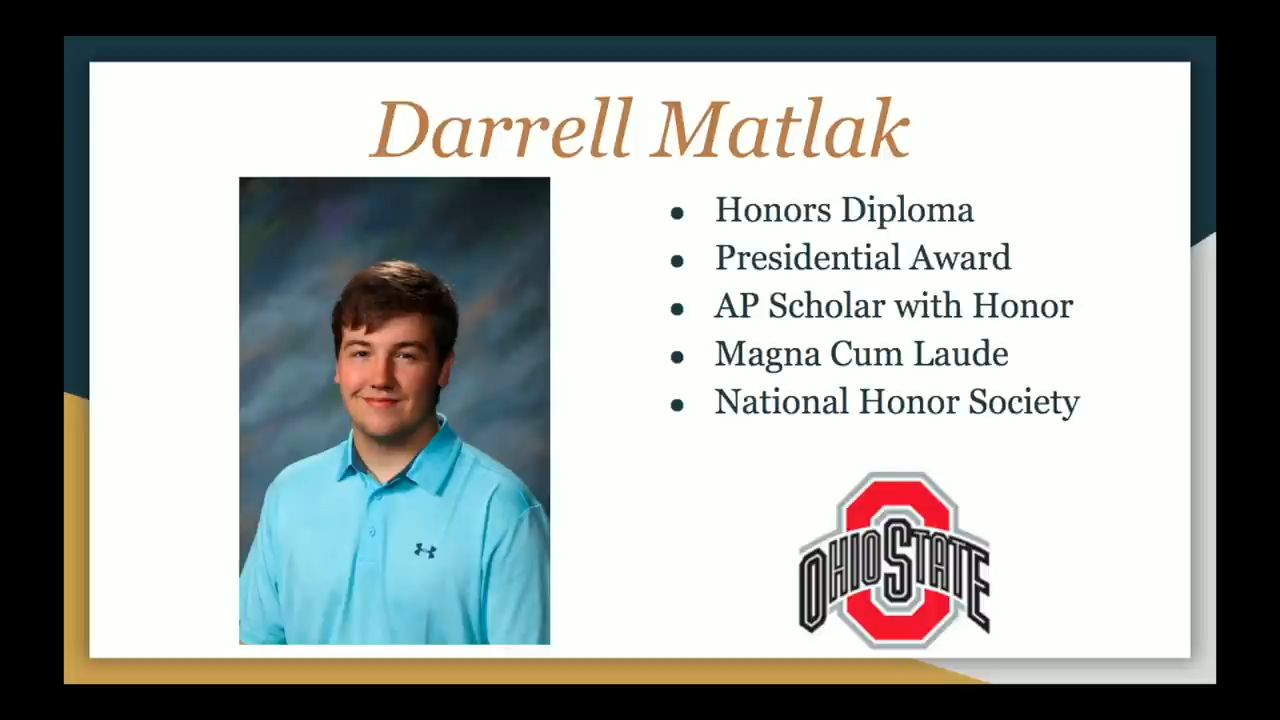 Darrell Matlak
● Honors Diploma
● Presidential Award
● AP Scholar with Honor
● Magna Cum Laude
● National Honor Society
OHIO STATE